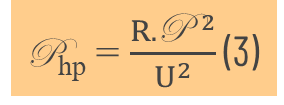 𝒫hp = R.𝒫² / U² (3)